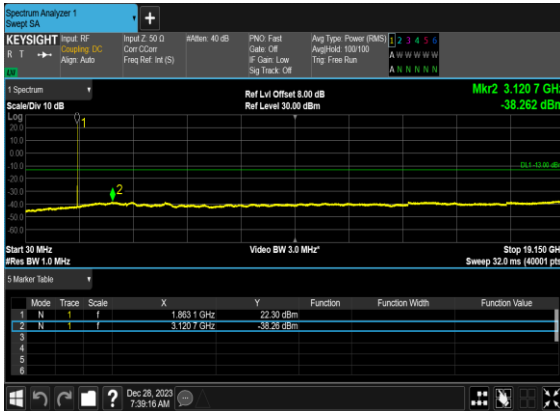 Spectrum Analyzer 1
Swept SA
+
KEYSIGHT Input: RF Input Z: 50 Ω #Atten: 40 dB PNO: Fast Avg Type: Power (RMS) 1 2 3 4 5 6
R T Coupling: DC Corr CCorr Gate: Off Avg|Hold: 100/100 A W W W W W
Align: Auto Freq Ref: Int (S) IF Gain: Low Trig: Free Run
Sig Track: Off A N N N N N
1 Spectrum Ref Lvl Offset 8.00 dB Mkr2 3.120 7 GHz
Scale/Div 10 dB Ref Level 30.00 dBm -38.262 dBm
Log
20.0
10.0
0.00
-10.0
DL1 -13.00 dBm
-20.0
-30.0
-40.0
-50.0
-60.0
1
2
Start 30 MHz Video BW 3.0 MHz* Stop 19.150 GHz
#Res BW 1.0 MHz Sweep 32.0 ms (40001 pts)
5 Marker Table
Mode Trace Scale X Y Function Function Width Function Value
1 N 1 f 1.863 1 GHz 22.30 dBm
2 N 1 f 3.120 7 GHz -38.26 dBm
3
4
5
6
? Dec 28, 2023
7:39:16 AM